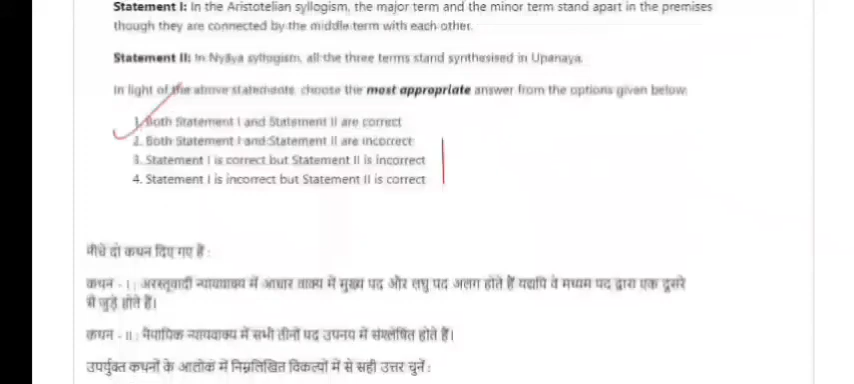 Statement I: In the Aristotelian syllogism, the major term and the minor term stand apart in the premises
though they are connected by the middle term with each other.
Statement II: In Nyāya syllogism, all the three terms stand synthesised in Upanaya.
In light of the above statements, choose the most appropriate answer from the options given below:
1. Both Statement I and Statement II are correct
2. Both Statement I and Statement II are incorrect
3. Statement I is correct but Statement II is incorrect
4. Statement I is incorrect but Statement II is correct
नीचे दो कथन दिए गए हैं :
कथन - I : अरस्तूवादी न्यायवाक्य में आधार वाक्य में मुख्य पद और लघु पद अलग होते हैं यद्यपि वे मध्यम पद द्वारा एक दूसरे
से जुड़े होते हैं।
कथन - II : नैयायिक न्यायवाक्य में सभी तीनों पद उपनय में संश्लेषित होते हैं।
उपर्युक्त कथनों के आलोक में निम्नलिखित विकल्पों में से सही उत्तर चुनें :